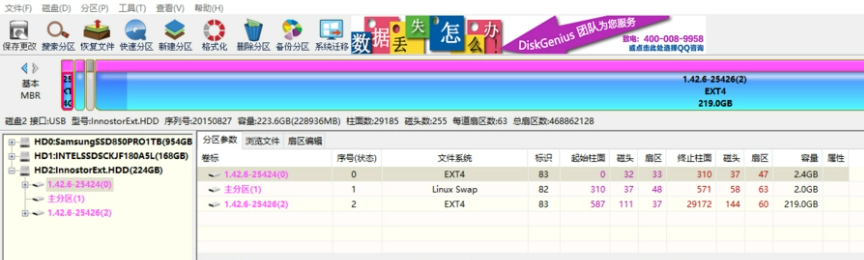 文件(F) 磁盘(D) 分区(P) 工具(T) 查看(V) 帮助(H)
保存更改 搜索分区 恢复文件 快速分区 新建分区 格式化 删除分区 备份分区 系统迁移
数据丢失怎么办!
DiskGenius 团队为您服务
致电: 400-008-9958
或点击此处选择QQ咨询
基本
MBR
1.42.6-25426(2)
EXT4
219.0GB
磁盘2 接口:USB 型号:InnostorExt.HDD 序列号:20150827 容量:223.6GB(228936MB) 柱面数:29185 磁头数:255 每道扇区数:63 总扇区数:468862128
HD0:SamsungSSD850PRO1TB(954GB
HD1:INTELSSDSCKJF180A5L(168GB)
HD2:InnostorExt.HDD(224GB)
1.42.6-25424(0)
主分区(1)
1.42.6-25426(2)
分区参数 浏览文件 扇区编辑
卷标 序号(状态) 文件系统 标识 起始柱面 磁头 扇区 终止柱面 磁头 扇区 容量 属性
1.42.6-25424(0) 0 EXT4 83 0 32 33 310 37 47 2.4GB
主分区(1) 1 Linux Swap 82 310 37 48 571 58 63 2.0GB
1.42.6-25426(2) 2 EXT4 83 587 111 37 29172 144 60 219.0GB